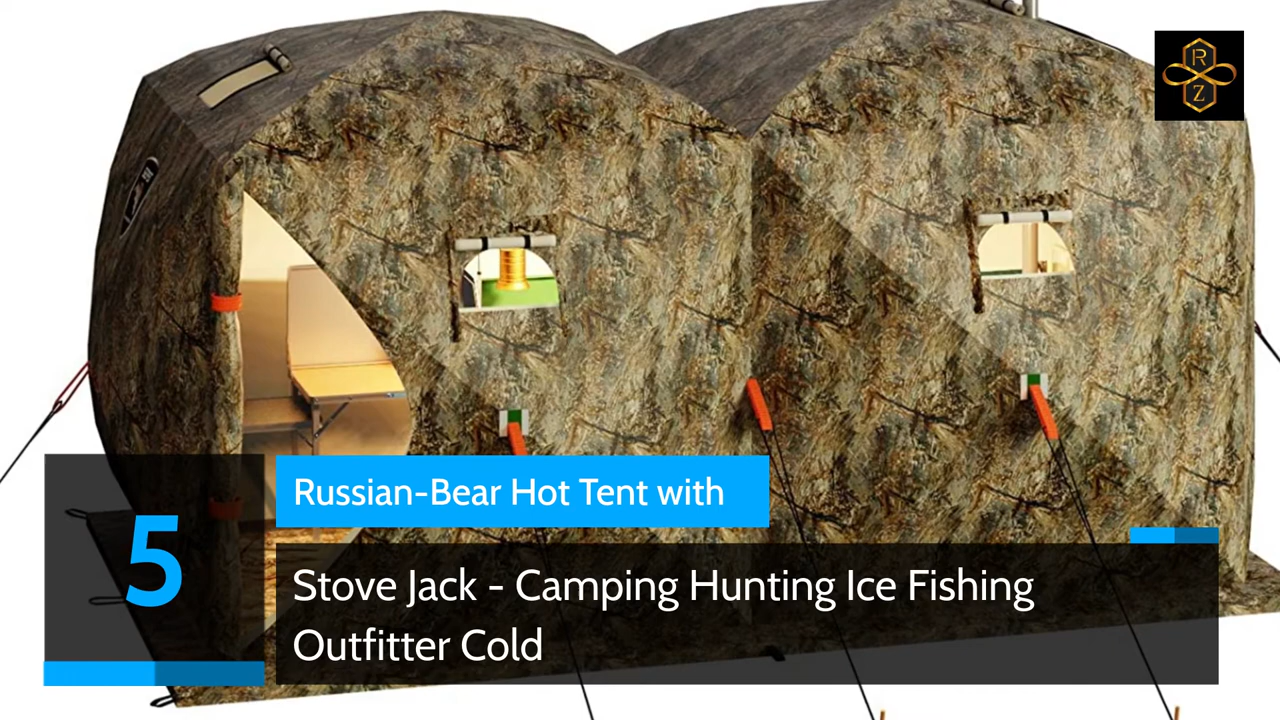 R
Z
5
Russian-Bear Hot Tent with
Stove Jack - Camping Hunting Ice Fishing
Outfitter Cold